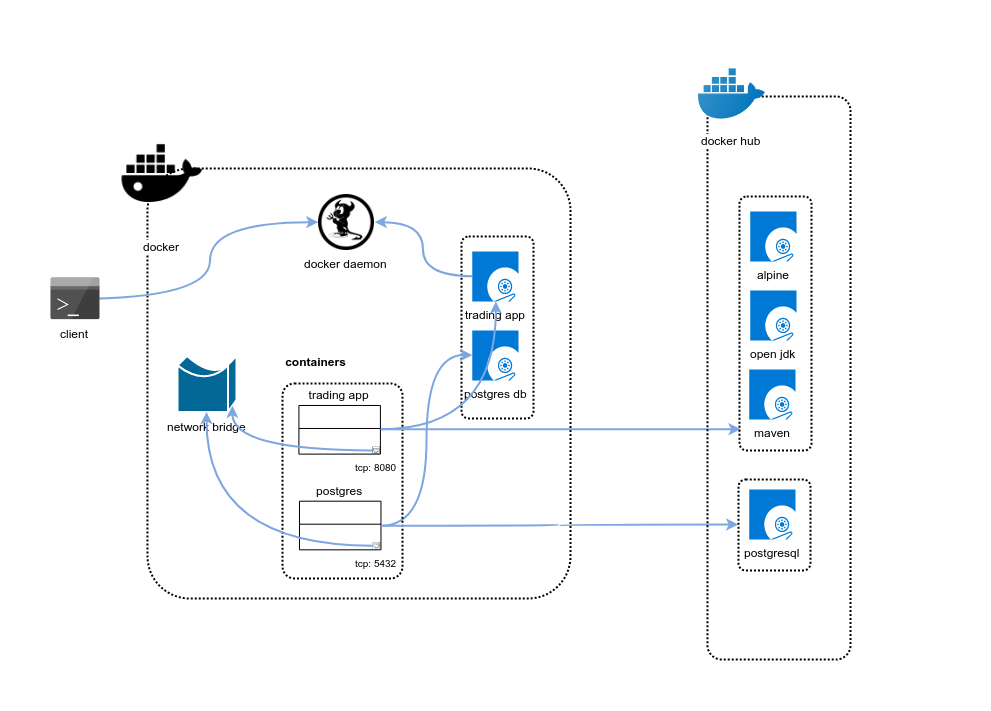 docker hub
docker
docker daemon
client
>_
trading app
postgres db
containers
trading app
tcp: 8080
postgres
tcp: 5432
network bridge
alpine
open jdk
maven
postgresql